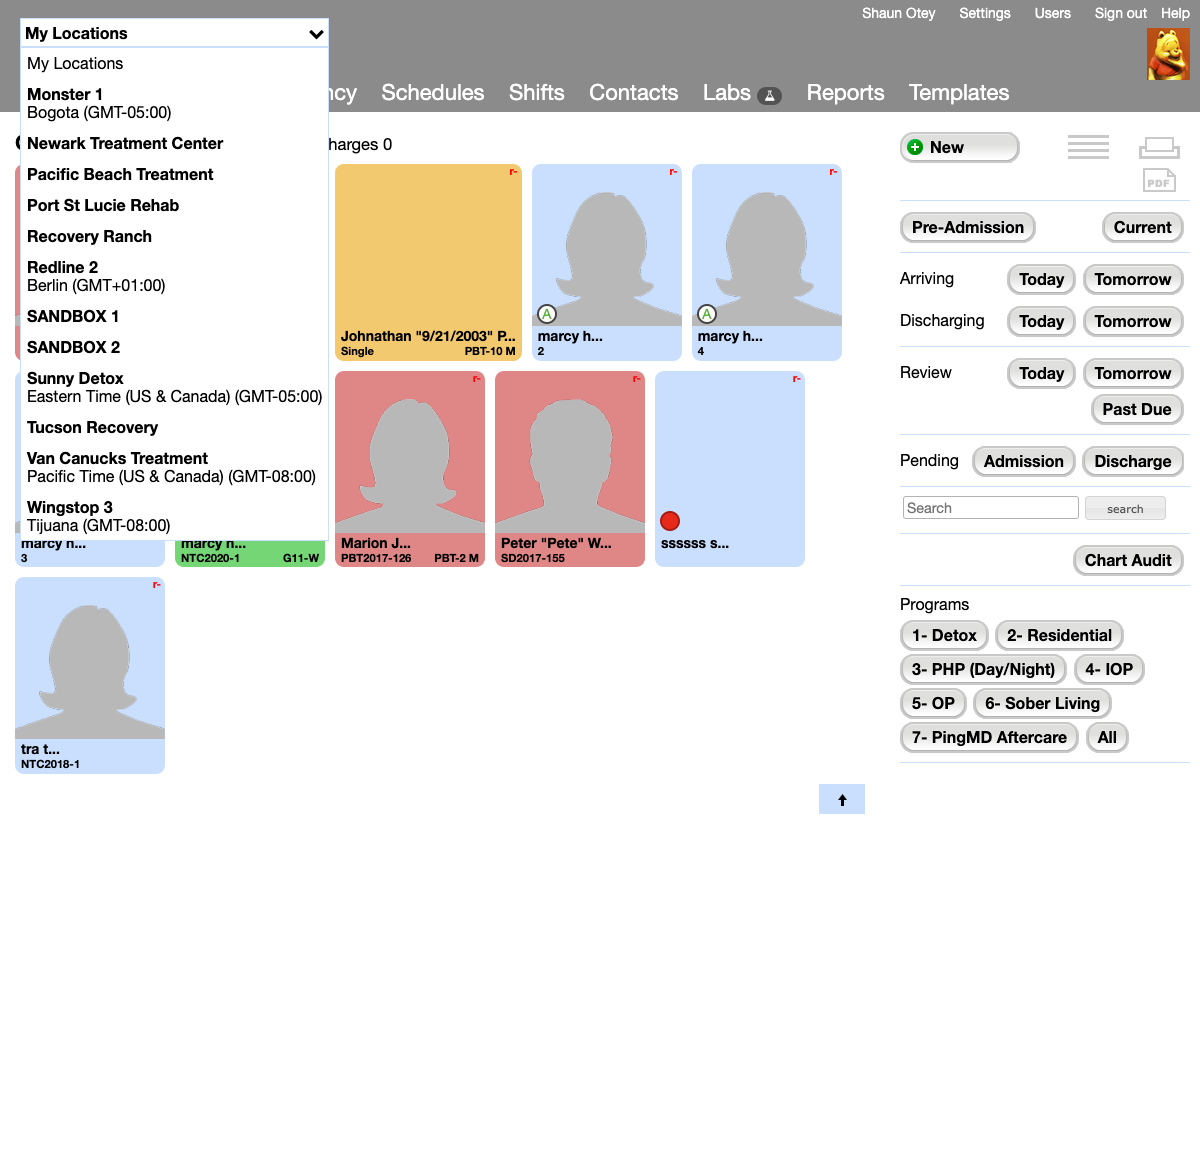 Shaun Otey Settings Users Sign out Help
My Locations
My Locations
Monster 1
Bogota (GMT-05:00)
Newark Treatment Center
Pacific Beach Treatment
Port St Lucie Rehab
Recovery Ranch
Redline 2
Berlin (GMT+01:00)
SANDBOX 1
SANDBOX 2
Sunny Detox
Eastern Time (US & Canada) (GMT-05:00)
Tucson Recovery
Van Canucks Treatment
Pacific Time (US & Canada) (GMT-08:00)
Wingstop 3
Tijuana (GMT-08:00)
ncy Schedules Shifts Contacts Labs Reports Templates
harges 0
r-
Johnathan "9/21/2003" P...
Single PBT-10 M
r-
A
marcy h...
2
r-
A
marcy h...
4
marcy h...
3
marcy h...
NTC2020-1 G11-W
r-
Marion J...
PBT2017-126 PBT-2 M
r-
Peter "Pete" W...
SD2017-155
r-
ssssss s...
r-
tra t...
NTC2018-1
New
PDF
Pre-Admission Current
Arriving Today Tomorrow
Discharging Today Tomorrow
Review Today Tomorrow
Past Due
Pending Admission Discharge
Search search
Chart Audit
Programs
1- Detox 2- Residential
3- PHP (Day/Night) 4- IOP
5- OP 6- Sober Living
7- PingMD Aftercare All